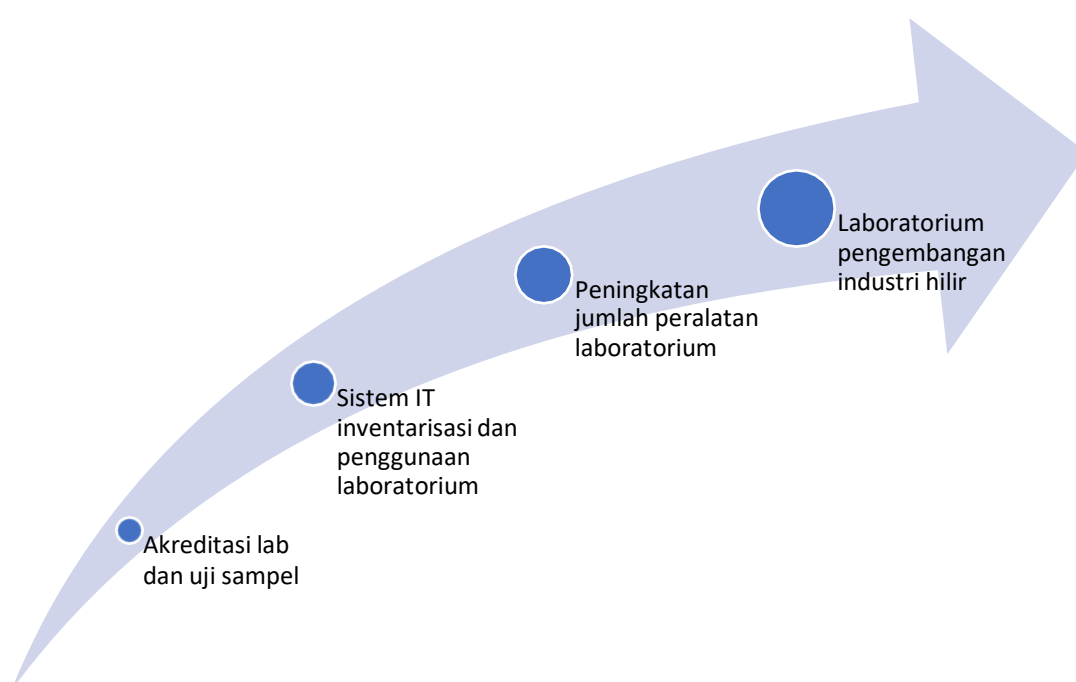 Laboratorium
pengembangan
industri hilir
Peningkatan
jumlah peralatan
laboratorium
Sistem IT
inventarisasi dan
penggunaan
laboratorium
Akreditasi lab
dan uji sampel